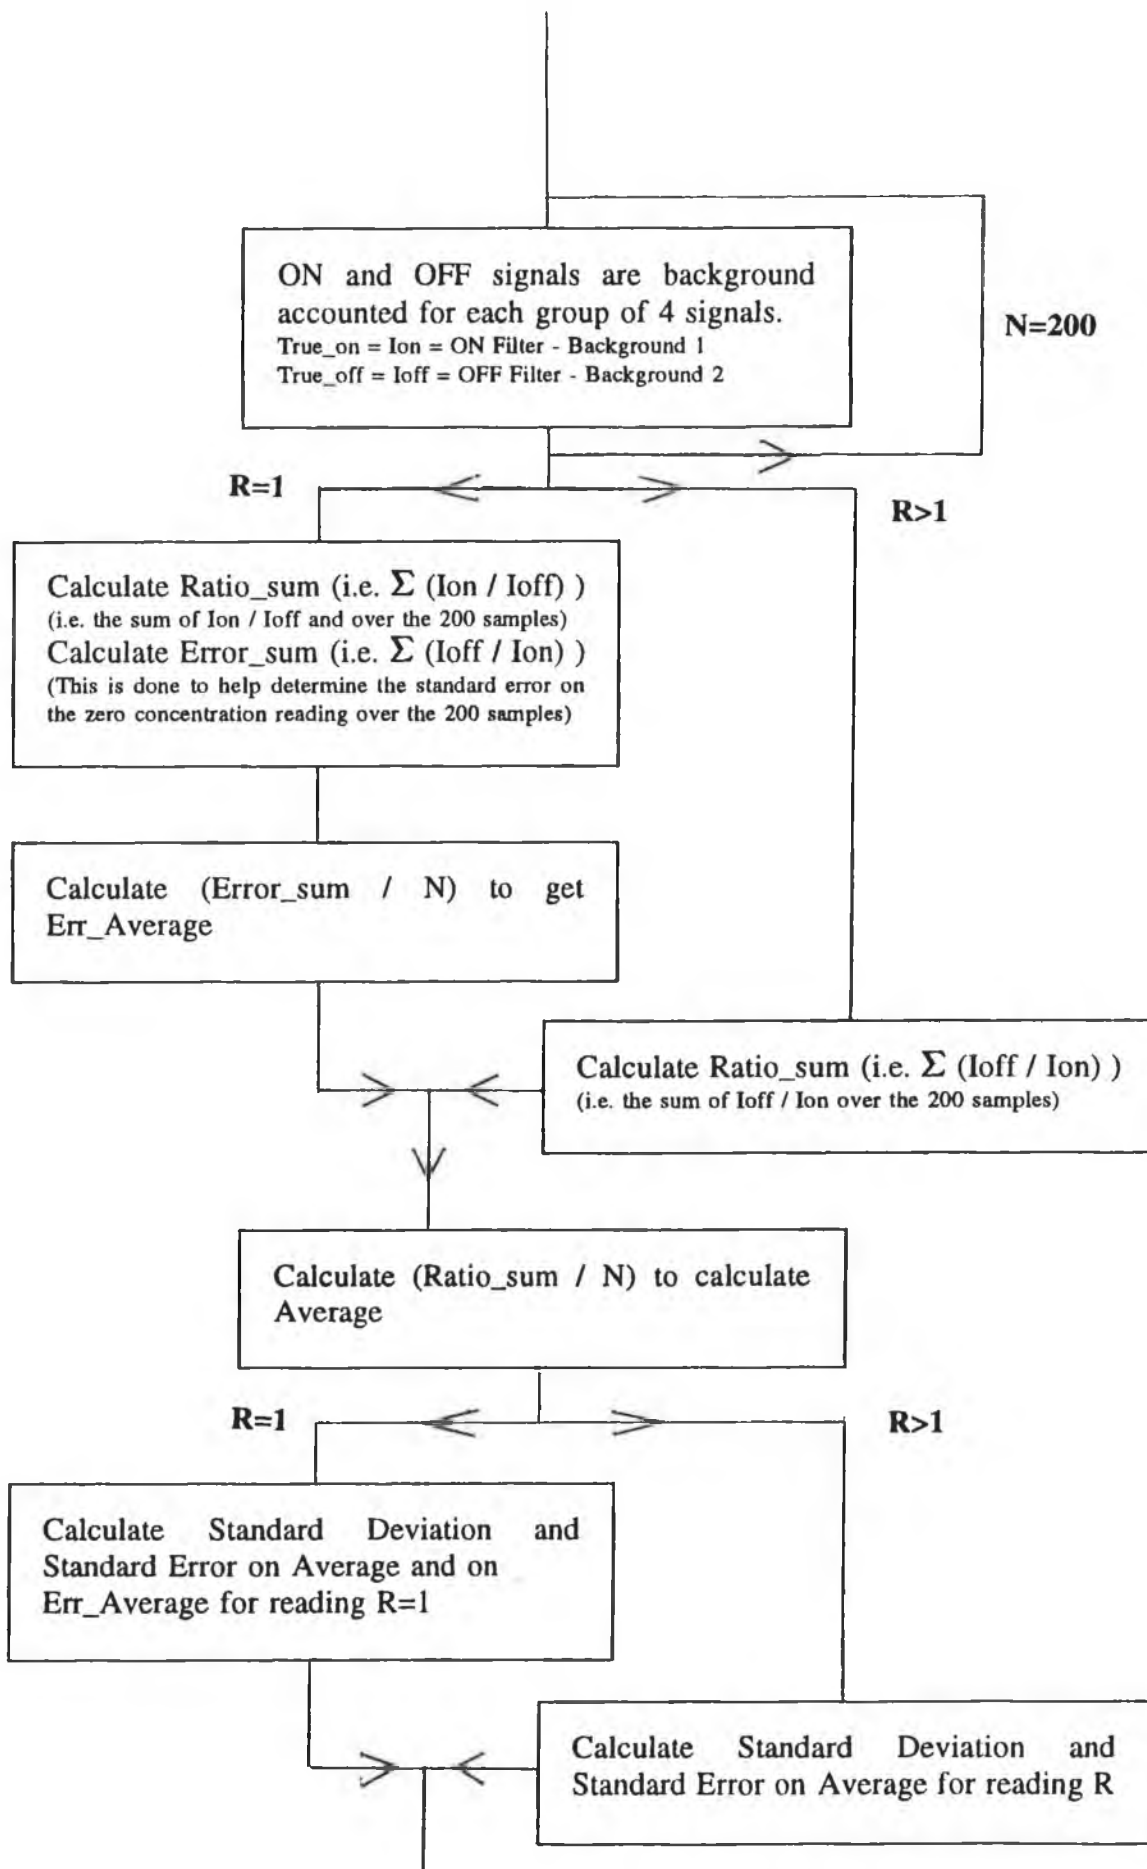 ON and OFF signals are background
accounted for each group of 4 signals.
True_on = Ion = ON Filter - Background 1
True_off = Ioff = OFF Filter - Background 2
N=200
R=1
R>1
Calculate Ratio_sum (i.e. Σ (Ion / Ioff) )
(i.e. the sum of Ion / Ioff and over the 200 samples)
Calculate Error_sum (i.e. Σ (Ioff / Ion) )
(This is done to help determine the standard error on
the zero concentration reading over the 200 samples)
Calculate (Error_sum / N) to get
Err_Average
Calculate Ratio_sum (i.e. Σ (Ioff / Ion) )
(i.e. the sum of Ioff / Ion over the 200 samples)
Calculate (Ratio_sum / N) to calculate
Average
R=1
R>1
Calculate Standard Deviation and
Standard Error on Average and on
Err_Average for reading R=1
Calculate Standard Deviation and
Standard Error on Average for reading R